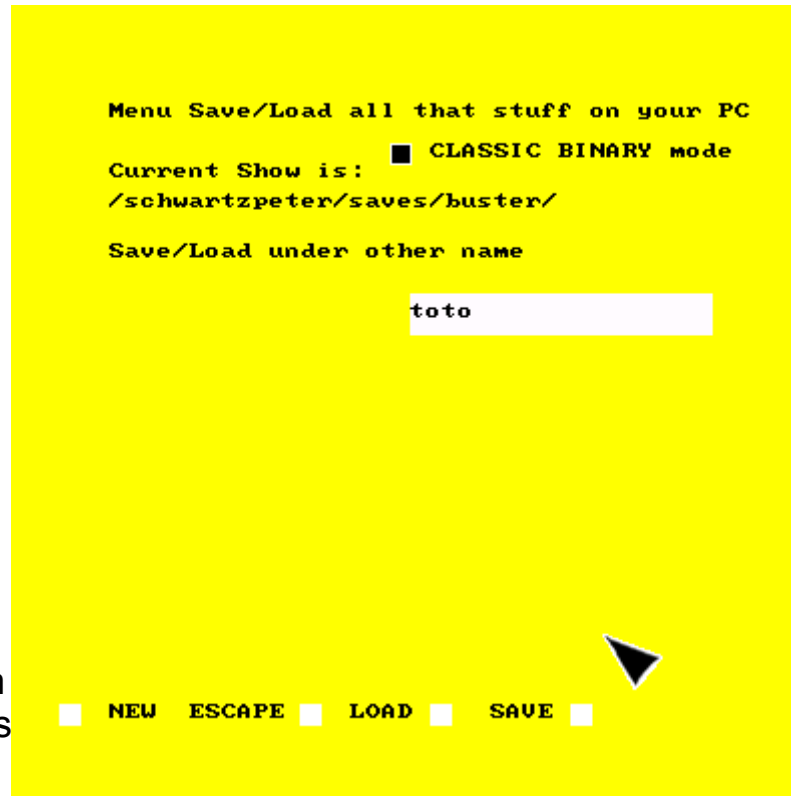 Menu Save/Load all that stuff on your PC
CLASSIC BINARY mode
Current Show is:
/schwartzpeter/saves/buster/
Save/Load under other name
toto
NEW ESCAPE LOAD SAVE
s